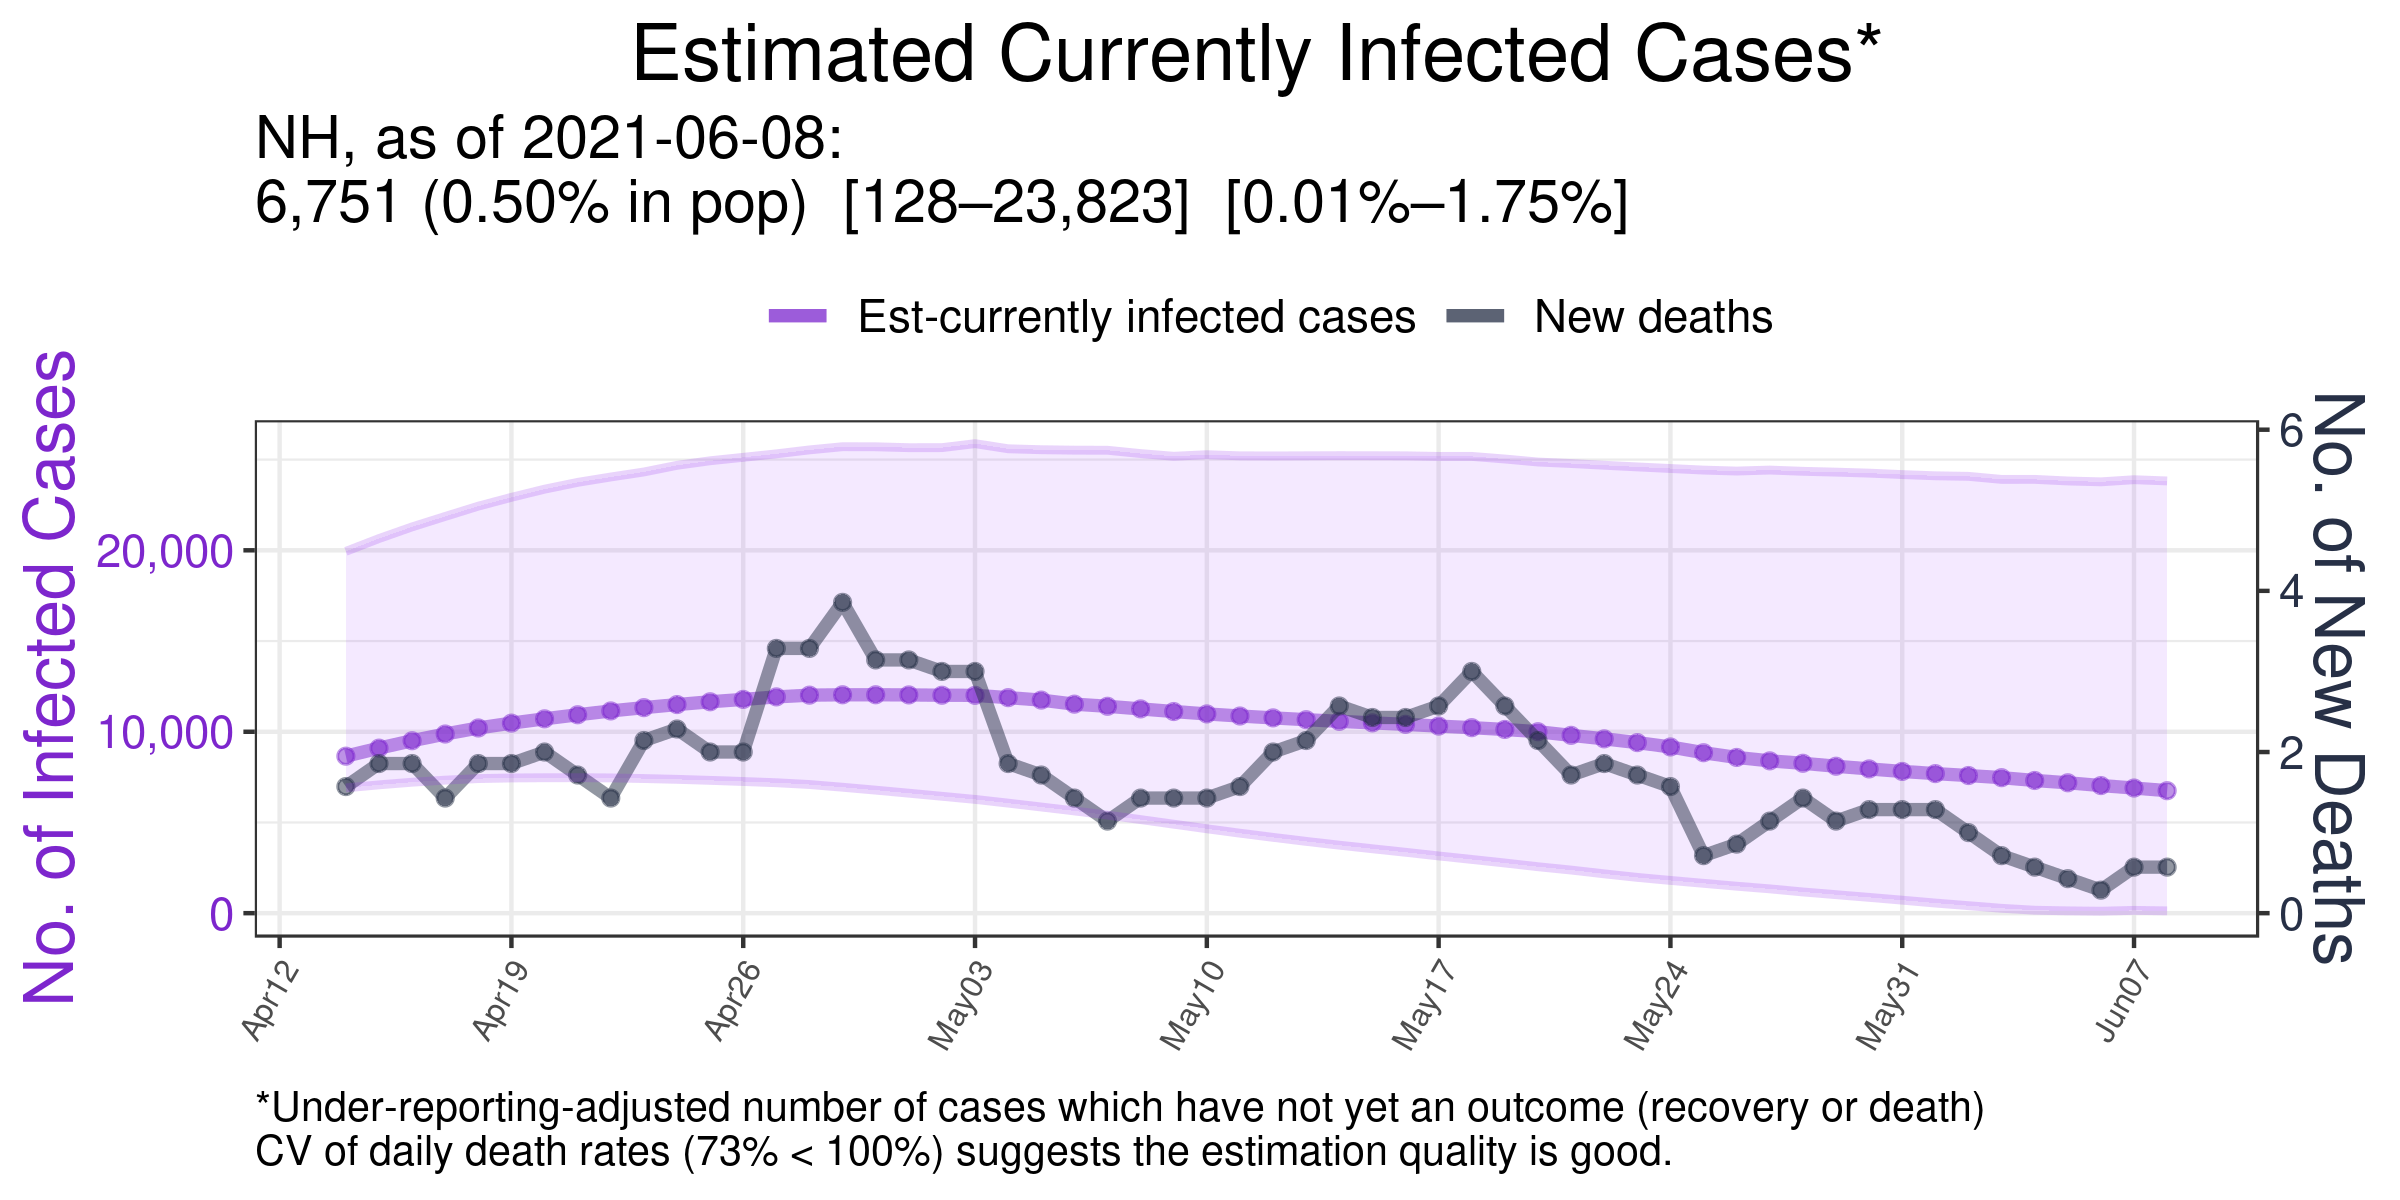 Estimated Currently Infected Cases*
NH, as of 2021-06-08:
6,751 (0.50% in pop)  [128–23,823]  [0.01%–1.75%]
Est-currently infected cases
New deaths
No. of Infected Cases
20,000
10,000
0
No. of New Deaths
6
4
2
0
Apr12
Apr19
Apr26
May03
May10
May17
May24
May31
Jun07
*Under-reporting-adjusted number of cases which have not yet an outcome (recovery or death)
CV of daily death rates (73% < 100%) suggests the estimation quality is good.